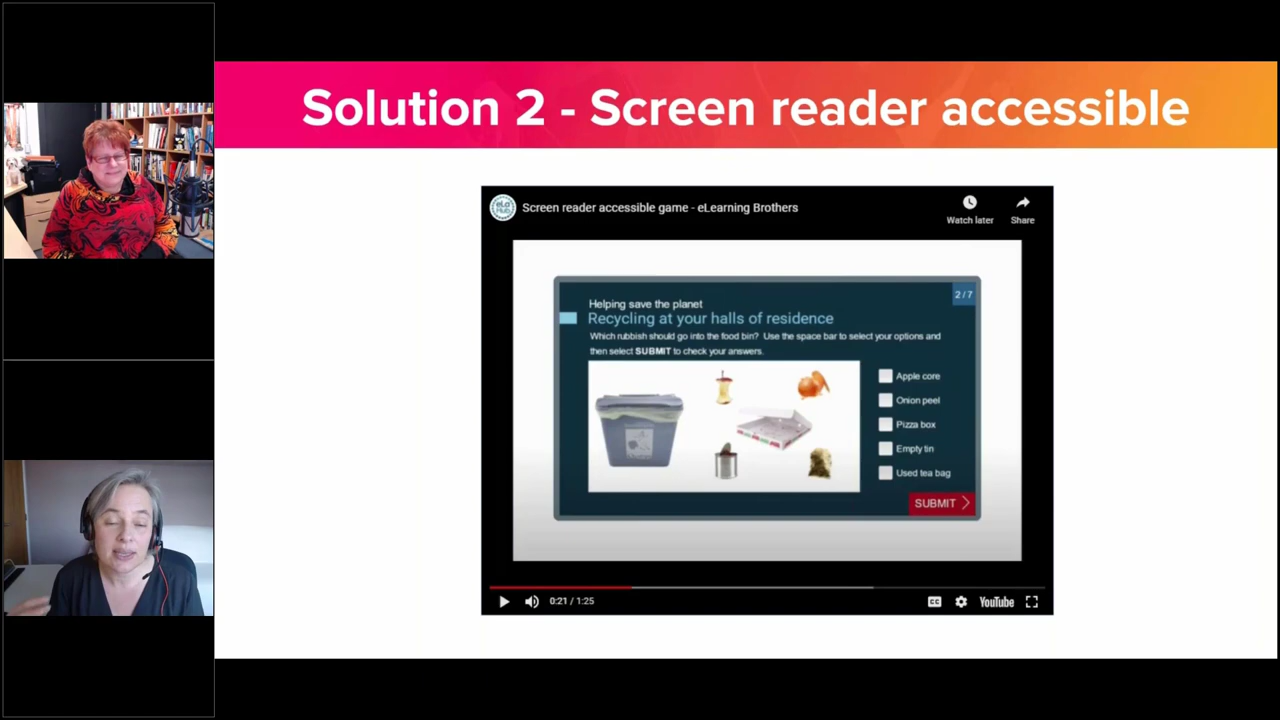 Solution 2 - Screen reader accessible
Screen reader accessible game - eLearning Brothers
Watch later
Share
2 / 7
Helping save the planet
Recycling at your halls of residence
Which rubbish should go into the food bin? Use the space bar to select your options and
then select SUBMIT to check your answers.
Apple core
Onion peel
Pizza box
Empty tin
Used tea bag
SUBMIT
0:21 / 1:25
CC
YouTube